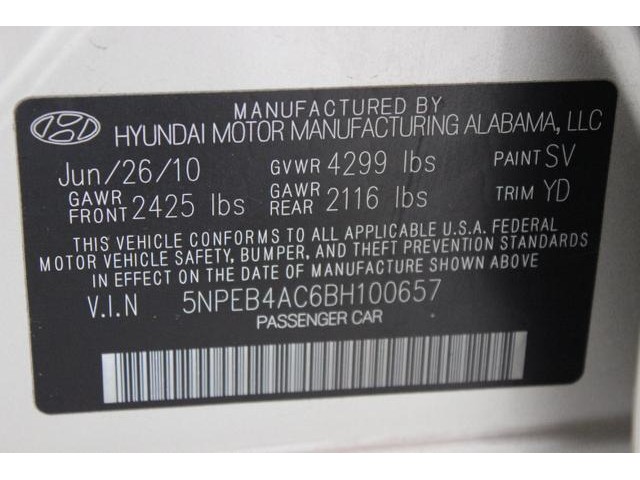 MANUFACTURED BY
HYUNDAI MOTOR MANUFACTURING ALABAMA, LLC
Jun/26/10 GVWR 4299 lbs PAINT SV
GAWR FRONT 2425 lbs GAWR REAR 2116 lbs TRIM YD
THIS VEHICLE CONFORMS TO ALL APPLICABLE U.S.A. FEDERAL
MOTOR VEHICLE SAFETY, BUMPER, AND THEFT PREVENTION STANDARDS
IN EFFECT ON THE DATE OF MANUFACTURE SHOWN ABOVE.
V.I.N 5NPEB4AC6BH100657
PASSENGER CAR